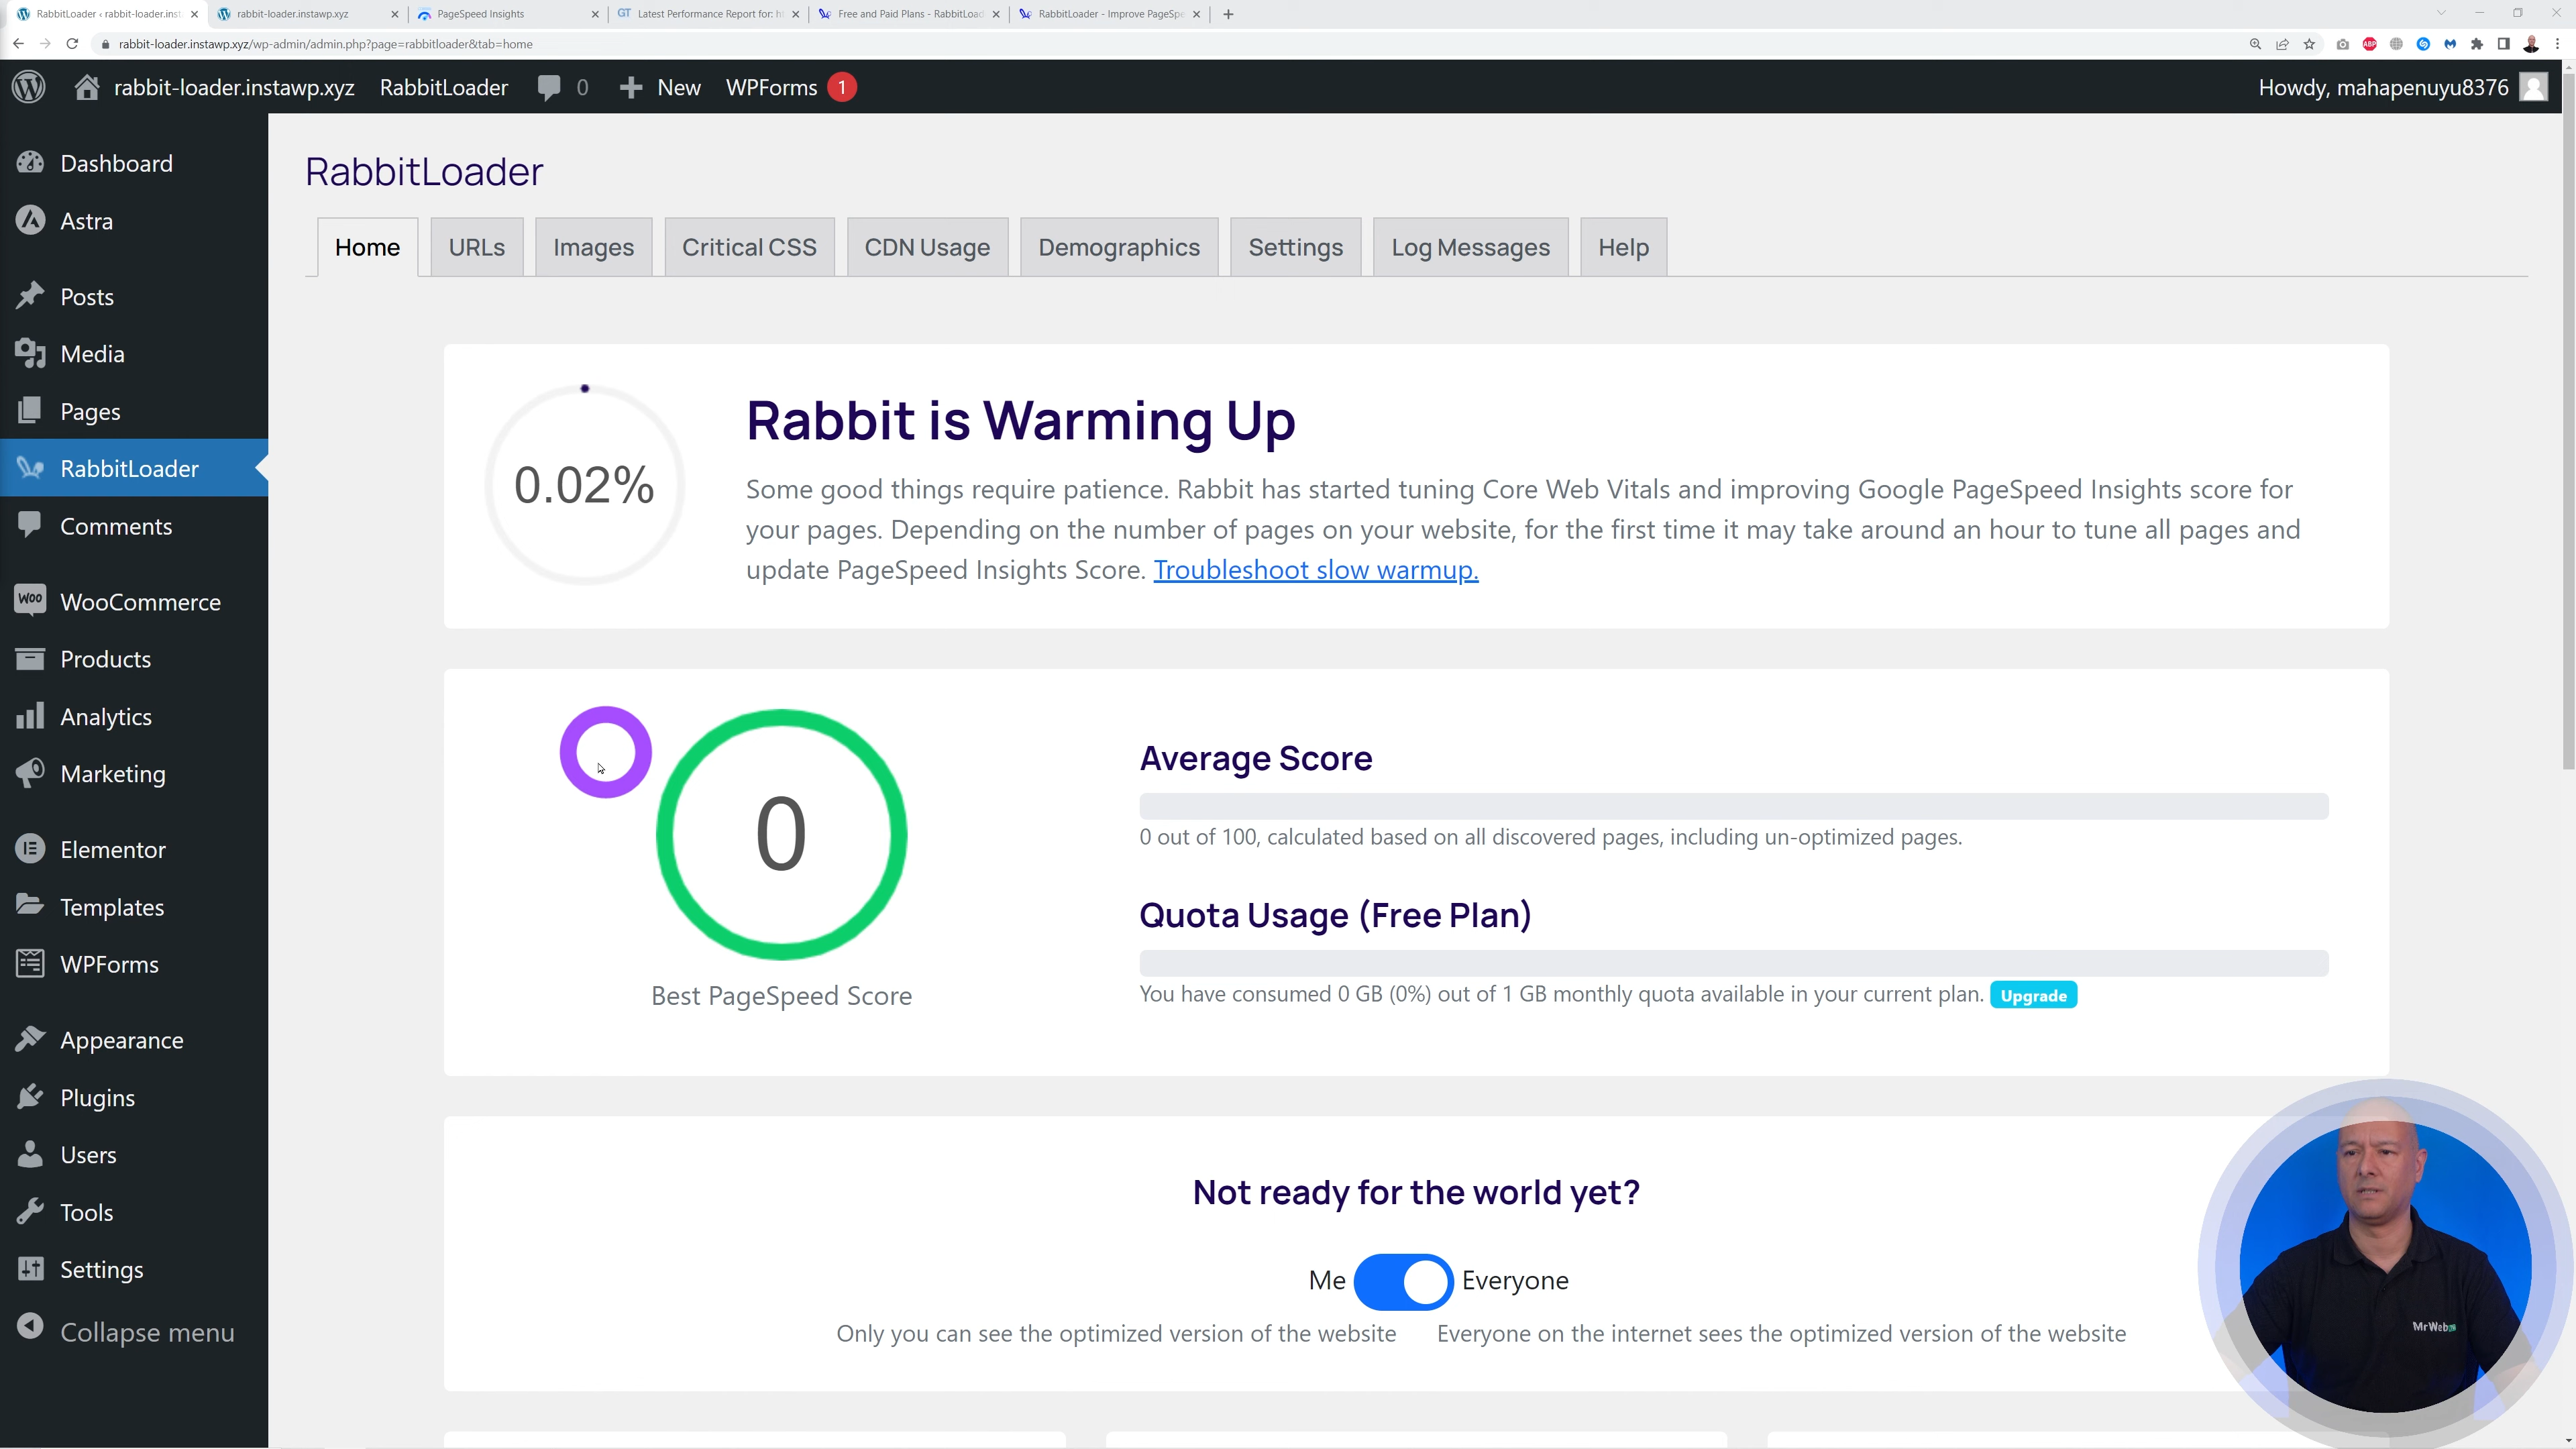 RabbitLoader ‹ rabbit-loader.inst
rabbit-loader.instawp.xyz
PageSpeed Insights
GT Latest Performance Report for: h
Free and Paid Plans - RabbitLoad
RabbitLoader - Improve PageSpe
rabbit-loader.instawp.xyz/wp-admin/admin.php?page=rabbitloader&tab=home
ABP
rabbit-loader.instawp.xyz
RabbitLoader
0
New
WPForms
1
Howdy, mahapenuyu8376
Dashboard
Astra
Posts
Media
Pages
RabbitLoader
Comments
WOO
WooCommerce
Products
Analytics
Marketing
Elementor
Templates
WPForms
Appearance
Plugins
Users
Tools
Settings
Collapse menu
RabbitLoader
Home
URLs
Images
Critical CSS
CDN Usage
Demographics
Settings
Log Messages
Help
0.02%
Rabbit is Warming Up
Some good things require patience. Rabbit has started tuning Core Web Vitals and improving Google PageSpeed Insights score for
your pages. Depending on the number of pages on your website, for the first time it may take around an hour to tune all pages and
update PageSpeed Insights Score. Troubleshoot slow warmup.
0
Best PageSpeed Score
Average Score
0 out of 100, calculated based on all discovered pages, including un-optimized pages.
Quota Usage (Free Plan)
You have consumed 0 GB (0%) out of 1 GB monthly quota available in your current plan. Upgrade
Not ready for the world yet?
Me
Everyone
Only you can see the optimized version of the website
Everyone on the internet sees the optimized version of the website
MrWeb